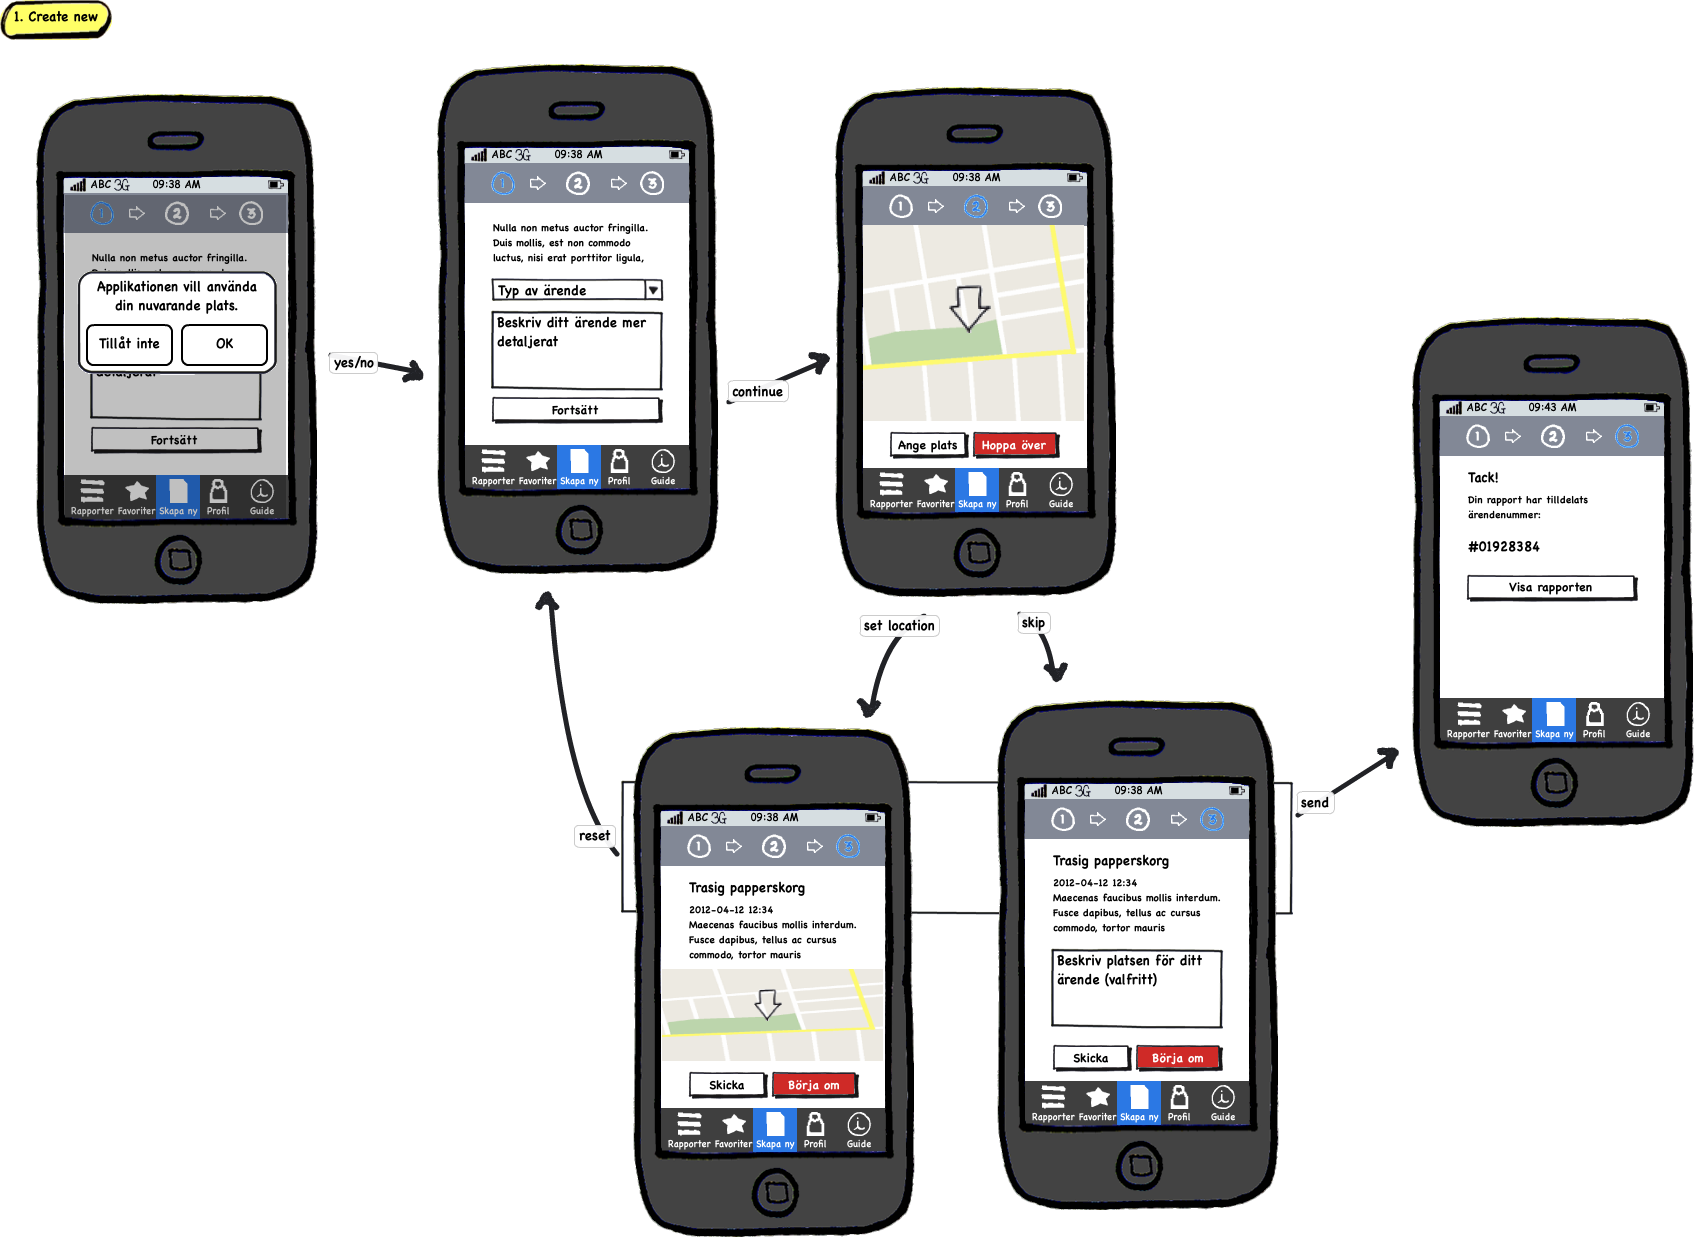 1. Create new
ABC 3G 09:38 AM
1 2 3
Nulla non metus auctor fringilla.
Applikationen vill använda
din nuvarande plats.
Tillåt inte OK
detaljerat
Fortsätt
Rapporter Favoriter Skapa ny Profil Guide
yes/no
ABC 3G 09:38 AM
1 2 3
Nulla non metus auctor fringilla.
Duis mollis, est non commodo
luctus, nisi erat porttitor ligula,
Typ av ärende
Beskriv ditt ärende mer
detaljerat
Fortsätt
Rapporter Favoriter Skapa ny Profil Guide
continue
ABC 3G 09:38 AM
1 2 3
Ange plats Hoppa över
Rapporter Favoriter Skapa ny Profil Guide
set location
skip
reset
ABC 3G 09:38 AM
1 2 3
Trasig papperskorg
2012-04-12 12:34
Maecenas faucibus mollis interdum.
Fusce dapibus, tellus ac cursus
commodo, tortor mauris
Skicka Börja om
Rapporter Favoriter Skapa ny Profil Guide
ABC 3G 09:38 AM
1 2 3
Trasig papperskorg
2012-04-12 12:34
Maecenas faucibus mollis interdum.
Fusce dapibus, tellus ac cursus
commodo, tortor mauris
Beskriv platsen för ditt
ärende (valfritt)
Skicka Börja om
Rapporter Favoriter Skapa ny Profil Guide
send
ABC 3G 09:43 AM
1 2 3
Tack!
Din rapport har tilldelats
ärendenummer:
#01928384
Visa rapporten
Rapporter Favoriter Skapa ny Profil Guide